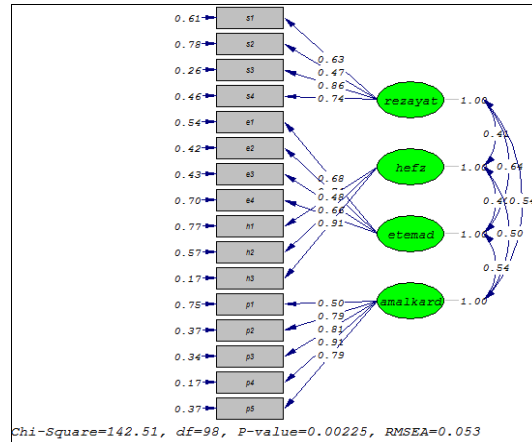 0.61 s1
0.78 s2
0.63
0.47
0.26 s3
0.86
0.46 s4
0.74
rezayat 1.00
0.54 e1
0.41
0.42 e2
hefz 1.00 0.64
0.43 e3
0.68
0.70 e4
0.48
0.54
0.66
0.77 h1
0.91
etemad 1.00 0.50
0.57 h2
0.17 h3
0.54
0.75 p1
0.50
amalkard 1.00
0.37 p2
0.79
0.81
0.34 p3
0.91
0.17 p4
0.79
0.37 p5
Chi-Square=142.51, df=98, P-value=0.00225, RMSEA=0.053